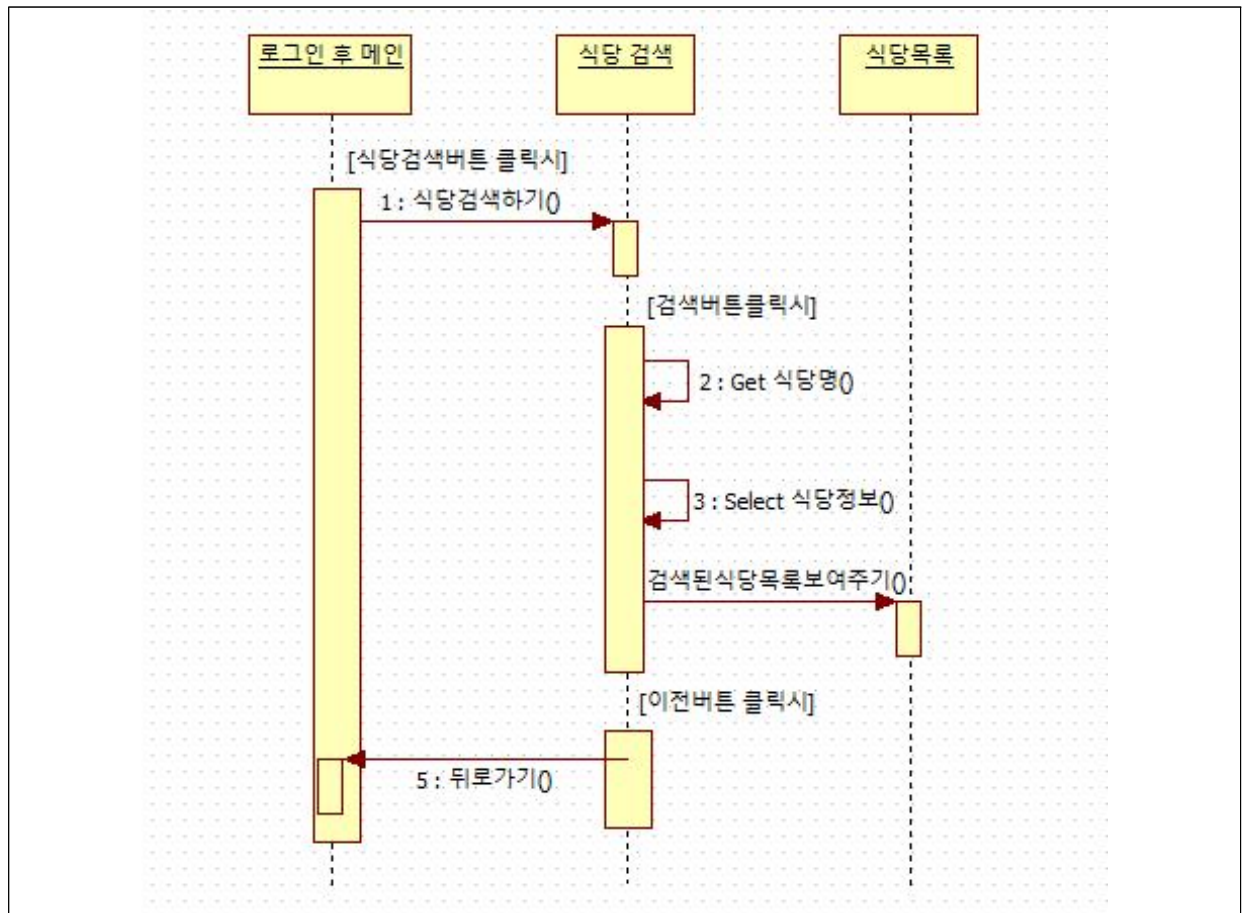 로그인 후 메인
식당 검색
식당목록
[식당검색버튼 클릭시]
1 : 식당검색하기()
[검색버튼클릭시]
2 : Get 식당명()
3 : Select 식당정보()
검색된식당목록보여주기()
[이전버튼 클릭시]
5 : 뒤로가기()